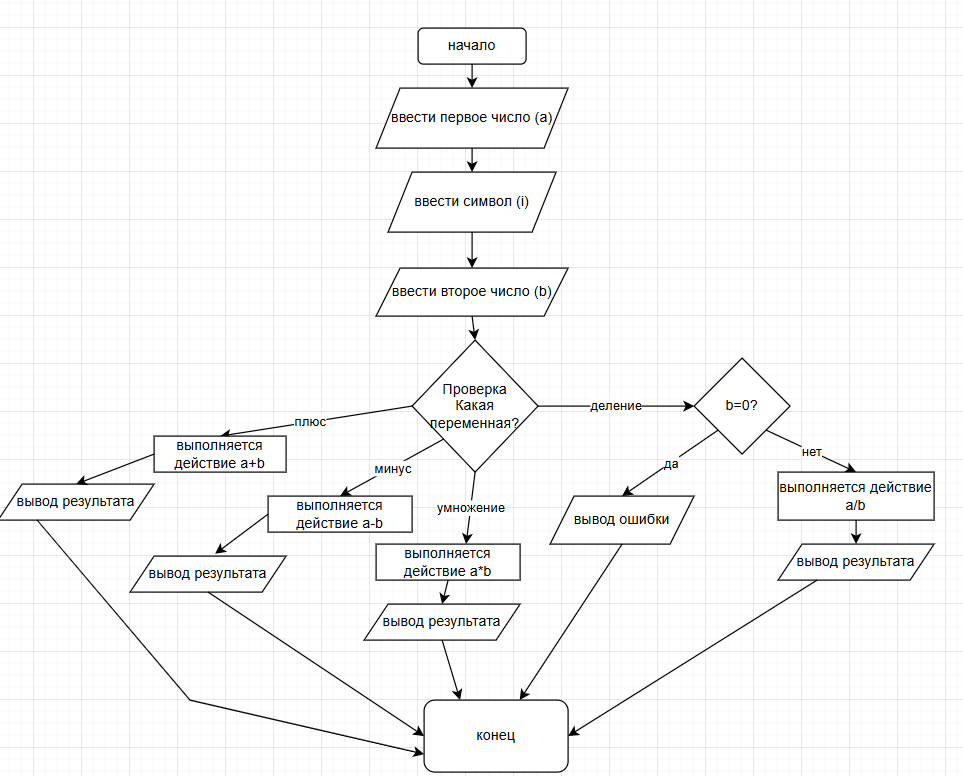 начало
ввести первое число (a)
ввести символ (i)
ввести второе число (b)
Проверка
Какая
переменная?
деление
b=0?
плюс
выполняется
действие a+b
вывод результата
минус
выполняется
действие a-b
вывод результата
умножение
выполняется
действие a*b
вывод результата
да
вывод ошибки
нет
выполняется действие
a/b
вывод результата
конец